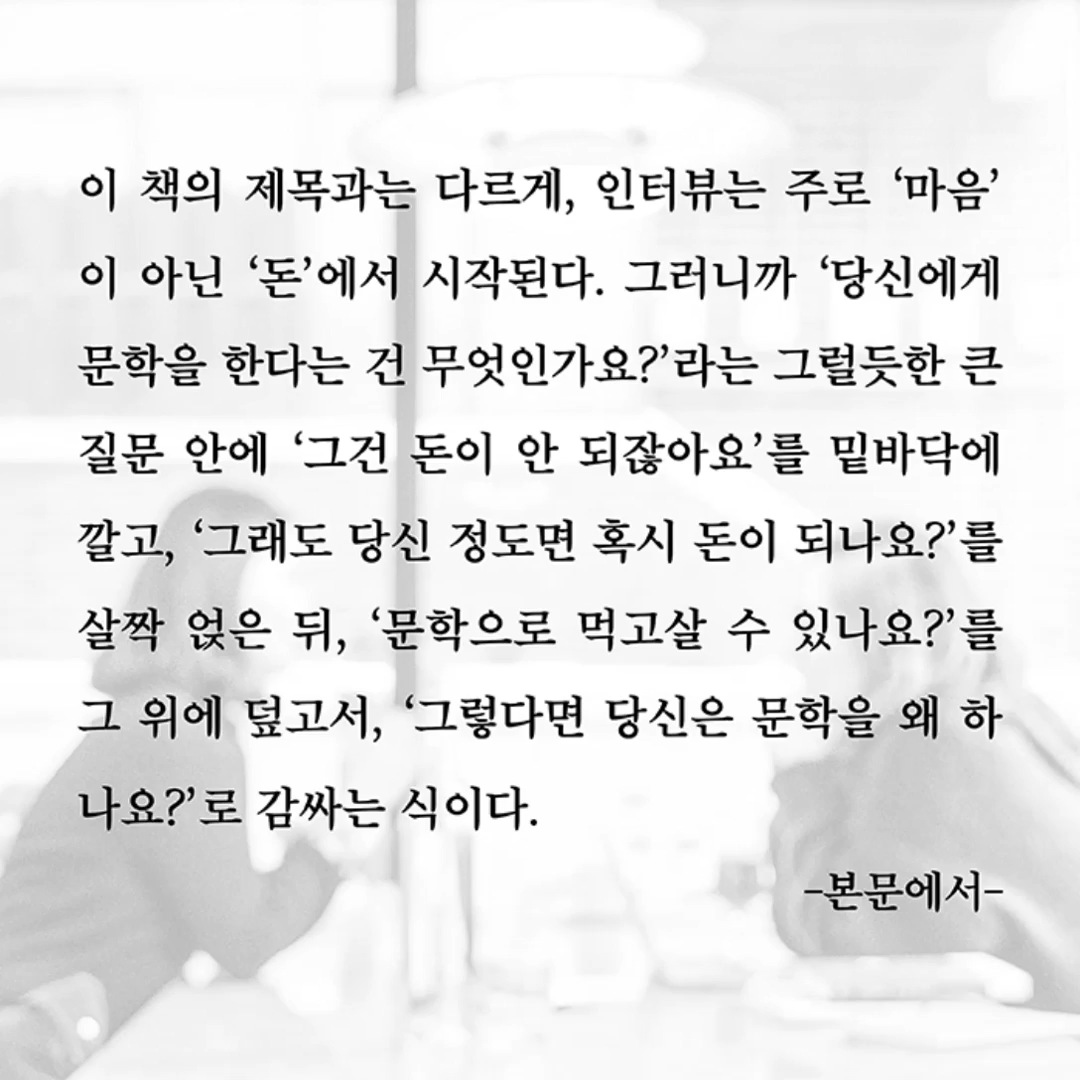 이 책의 제목과는 다르게, 인터뷰는 주로 ‘마음’
이 아닌 ‘돈’에서 시작된다. 그러니까 ‘당신에게
문학을 한다는 건 무엇인가요?’라는 그럴듯한 큰
질문 안에 ‘그건 돈이 안 되잖아요’를 밑바닥에
깔고, ‘그래도 당신 정도면 혹시 돈이 되나요?’를
살짝 얹은 뒤, ‘문학으로 먹고살 수 있나요?’를
그 위에 덮고서, ‘그렇다면 당신은 문학을 왜 하
나요?’로 감싸는 식이다.
–본문에서–